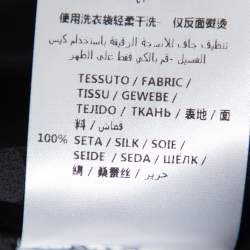 使用洗衣袋轻柔干洗 仅反面熨烫
تنظيف جاف للأنسجة الرقيقة باستخدام كيس
الغسيل - قم بالكي فقط على الظهر
TESSUTO / FABRIC /
TISSU / GEWEBE /
TEJIDO / ТКАНЬ / 表地 / 面
料 / قماش /
100% SETA / SILK / SOIE /
SEIDE / SEDA / ШЕЛК /
絹 / 桑蚕丝 / حرير /